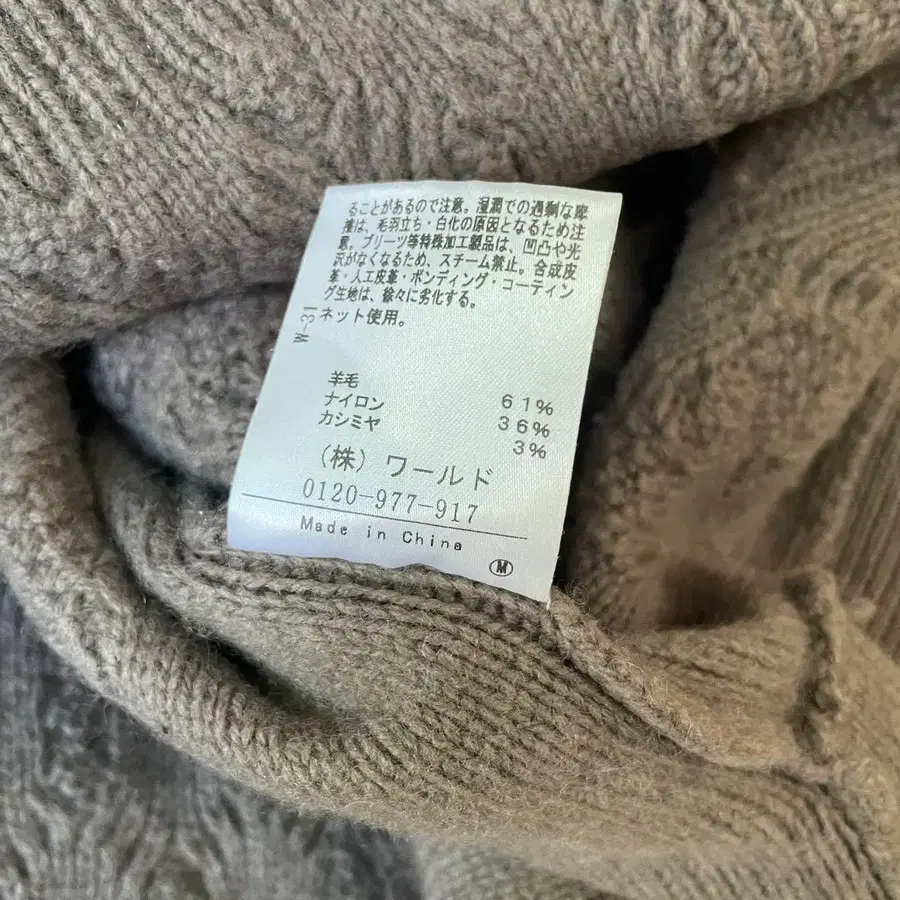 ることがあるので注意。湿潤での過剰な摩
擦は、毛羽立ち・白化の原因となるため注
意。プリーツ等特殊加工製品は、凹凸や光
沢がなくなるため、スチーム禁止。合成皮
革・人工皮革・ボンディング・コーティン
グ生地は、徐々に劣化する。
ネット使用。
W-31
羊毛 61%
ナイロン 36%
カシミヤ 3%
(株)ワールド
0120-977-917
Made in China
M